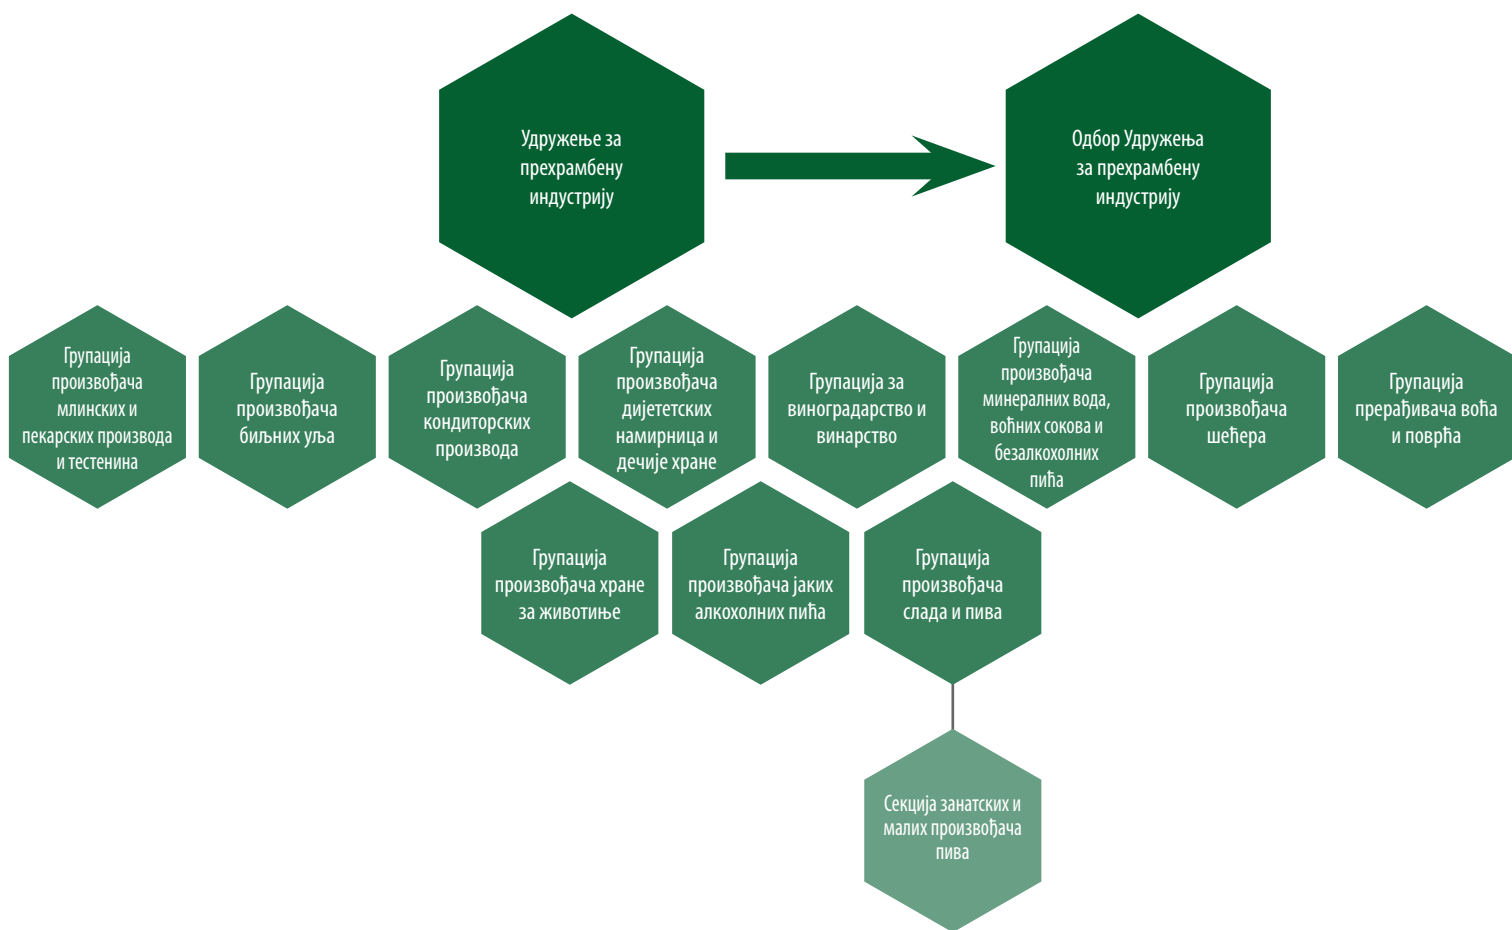 Удружење за
прехрамбену
индустрију
Одбор Удружења
за прехрамбену
индустрију
Групација
произвођача
млинских и
пекарских производа
и тестенина
Групација
произвођача
биљних уља
Групација
произвођача
кондиторских
производа
Групација
произвођача
дијететских
намирница и
дечије хране
Групација за
виноградарство и
винарство
Групација
произвођача
минералних вода,
воћних сокова и
безалкохолних
пића
Групација
произвођача
шећера
Групација
прерађивача воћа
и поврћа
Групација
произвођача хране
за животиње
Групација
произвођача јаких
алкохолних пића
Групација
произвођача
слада и пива
Секција занатских и
малих произвођача
пива